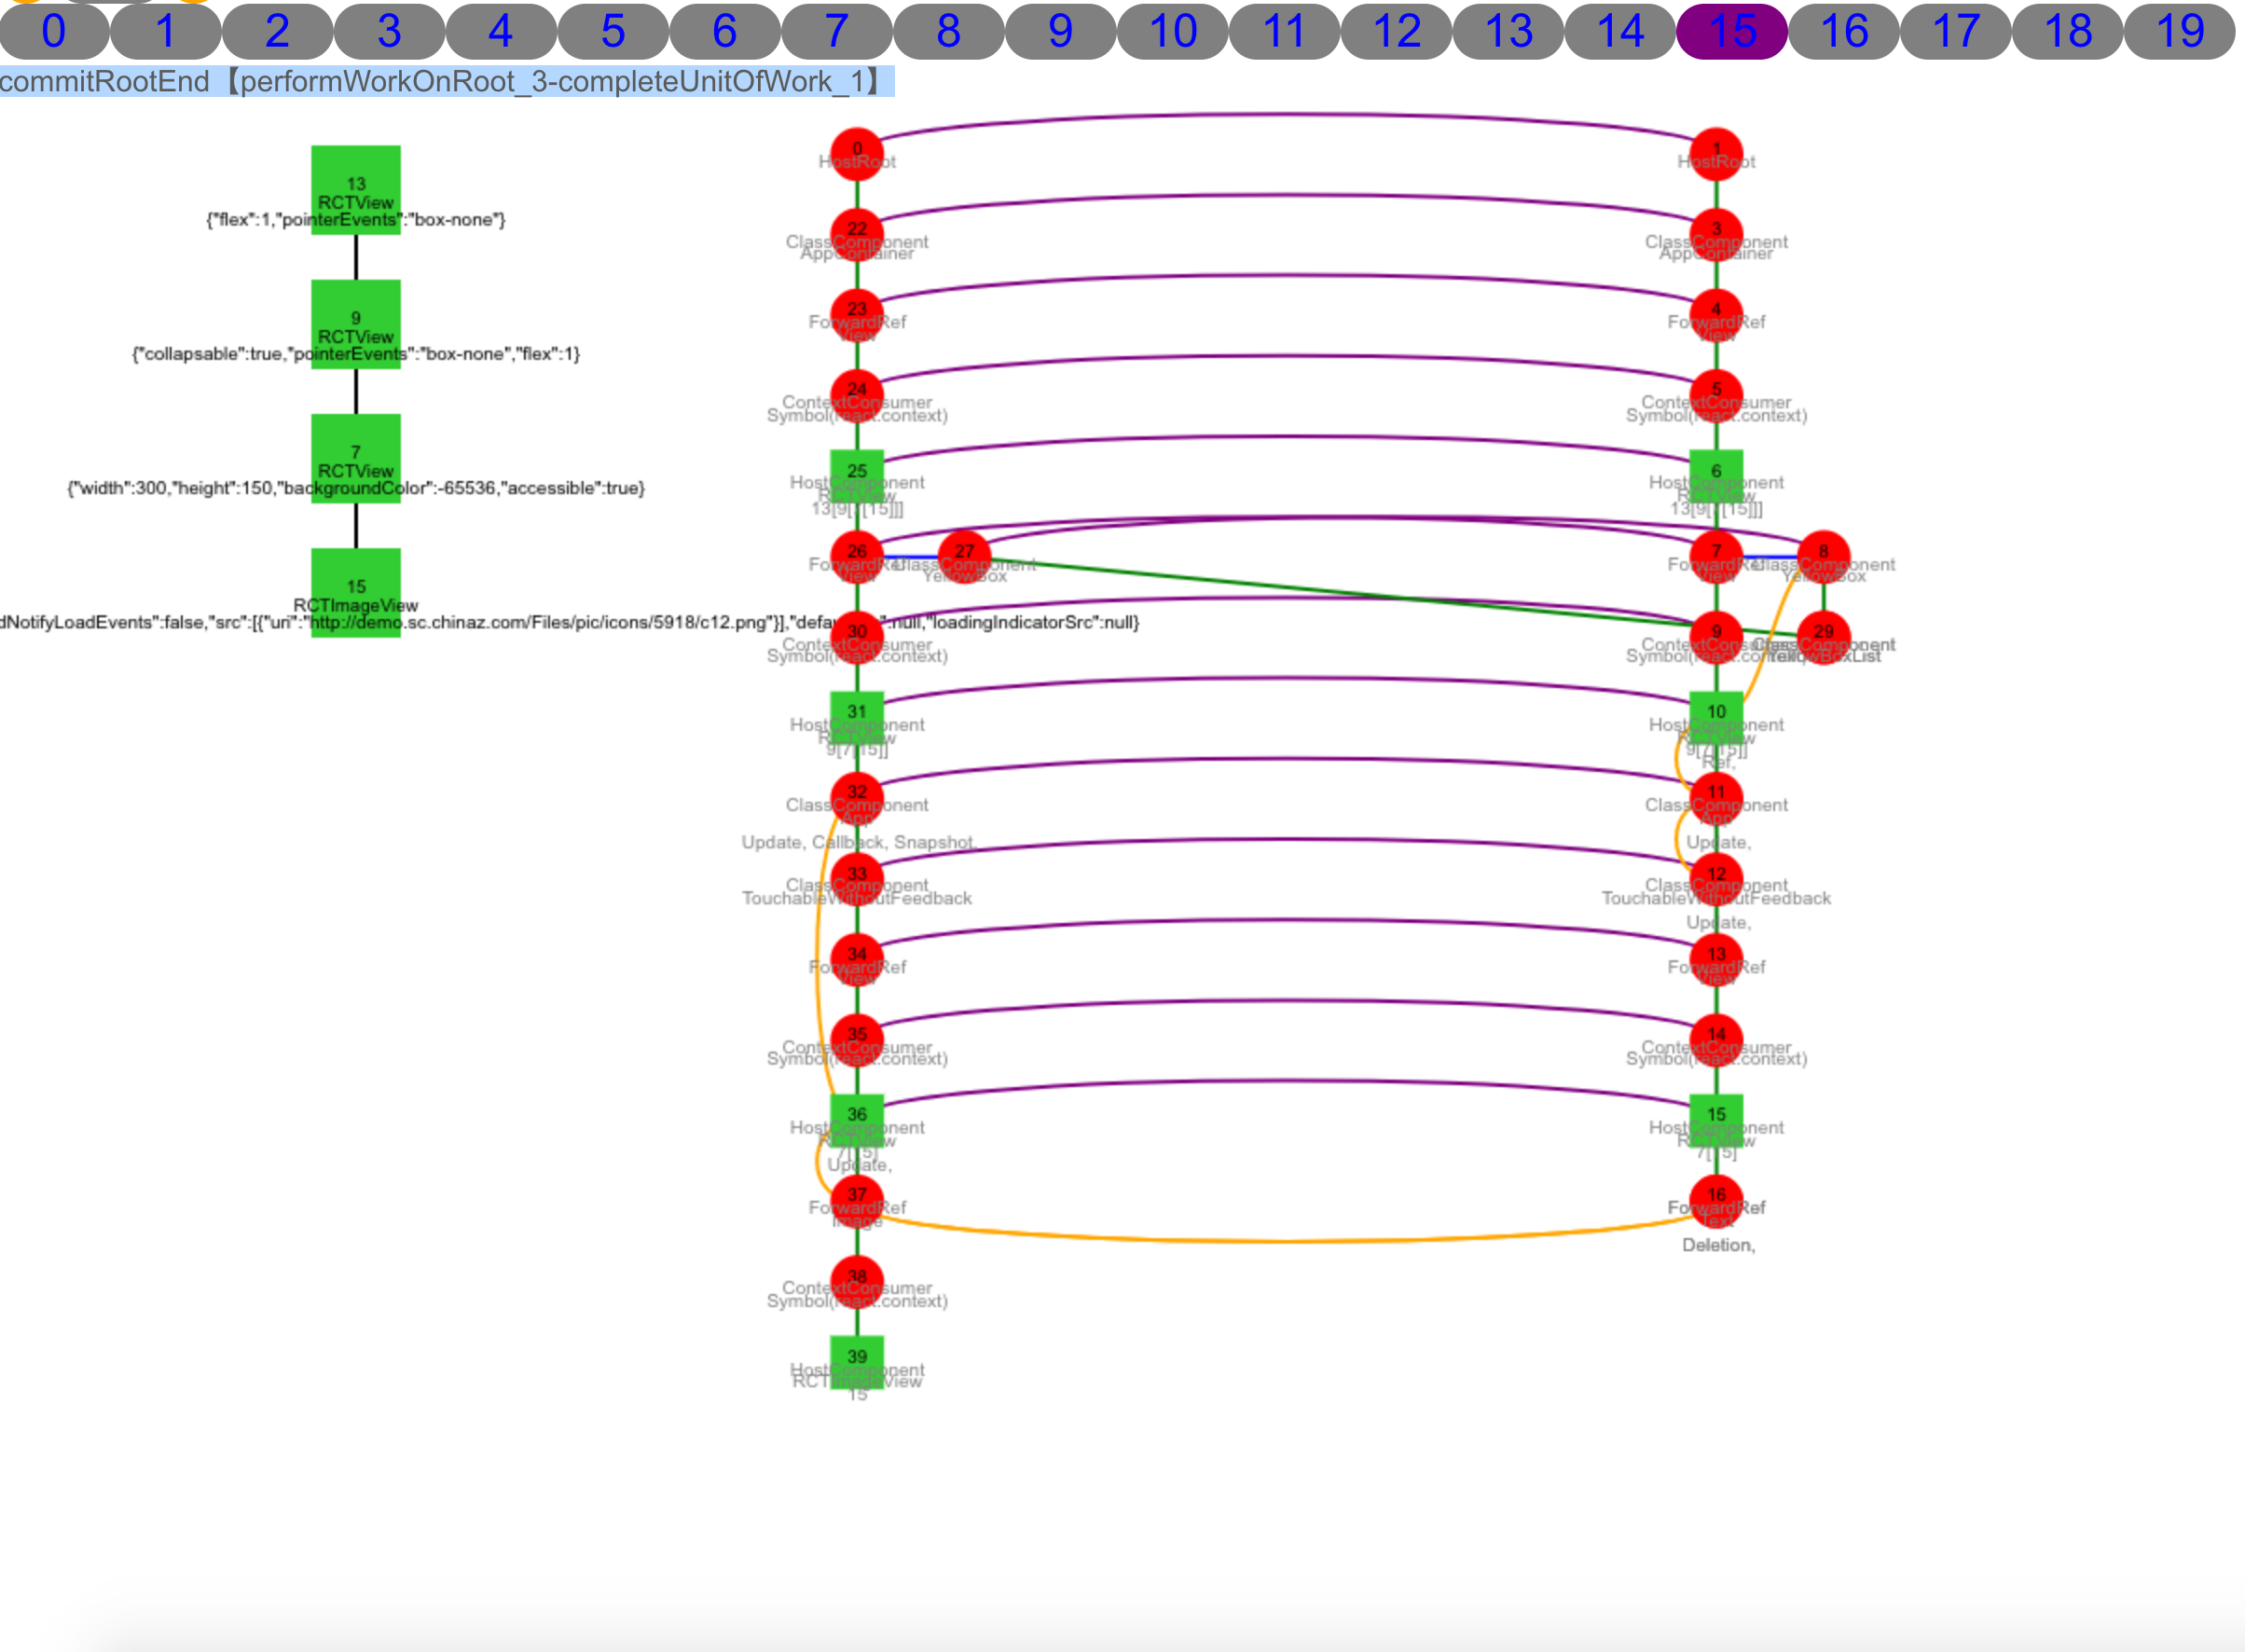 0 1 2 3 4 5 6 7 8 9 10 11 12 13 14 15 16 17 18 19
commitRootEnd【performWorkOnRoot_3-completeUnitOfWork_1】
13
RCTView
{"flex":1,"pointerEvents":"box-none"}
9
RCTView
{"collapsable":true,"pointerEvents":"box-none","flex":1}
7
RCTView
{"width":300,"height":150,"backgroundColor":-65536,"accessible":true}
15
RCTImageView
dNotifyLoadEvents":false,"src":[{"uri":"http://demo.sc.chinaz.com/Files/pic/icons/5918/c12.png"}],"defau ":null,"loadingIndicatorSrc":null}
0
HostRoot
22
ClassComponent
AppContainer
23
ForwardRef
View
24
ContextConsumer
Symbol(react.context)
25
HostComponent
RCTView
13[9[7[15]]]
26
ForwardRef
View
27
ClassComponent
YellowBox
30
ContextConsumer
Symbol(react.context)
31
HostComponent
RCTView
9[7[15]]
32
ClassComponent
App
Update, Callback, Snapshot,
33
ClassComponent
TouchableWithoutFeedback
34
ForwardRef
View
35
ContextConsumer
Symbol(react.context)
36
HostComponent
RCTView
7[15]
Update,
37
ForwardRef
Image
38
ContextConsumer
Symbol(react.context)
39
HostComponent
RCTImageView
15
1
HostRoot
3
ClassComponent
AppContainer
4
ForwardRef
View
5
ContextConsumer
Symbol(react.context)
6
HostComponent
RCTView
13[9[7[15]]]
7
ForwardRef
View
8
ClassComponent
YellowBox
9
ContextConsumer
Symbol(react.context)
29
ClassComponent
YellowBoxList
10
HostComponent
RCTView
9[7[15]]
Ref,
11
ClassComponent
App
Update,
12
ClassComponent
TouchableWithoutFeedback
Update,
13
ForwardRef
View
14
ContextConsumer
Symbol(react.context)
15
HostComponent
RCTView
7[15]
16
ForwardRef
Text
Deletion,